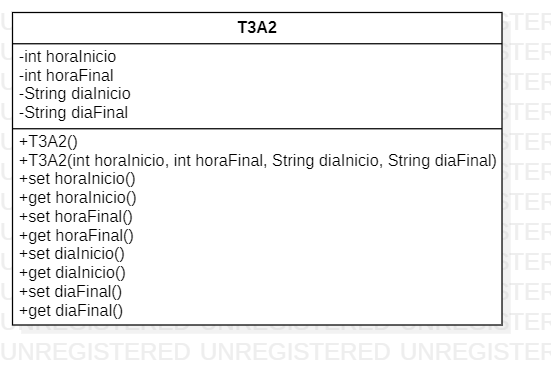 T3A2
-int horaInicio
-int horaFinal
-String diaInicio
-String diaFinal
+T3A2()
+T3A2(int horaInicio, int horaFinal, String diaInicio, String diaFinal)
+set horaInicio()
+get horaInicio()
+set horaFinal()
+get horaFinal()
+set diaInicio()
+get diaInicio()
+set diaFinal()
+get diaFinal()
UNREGISTERED UNREGISTERED UNREGISTERED